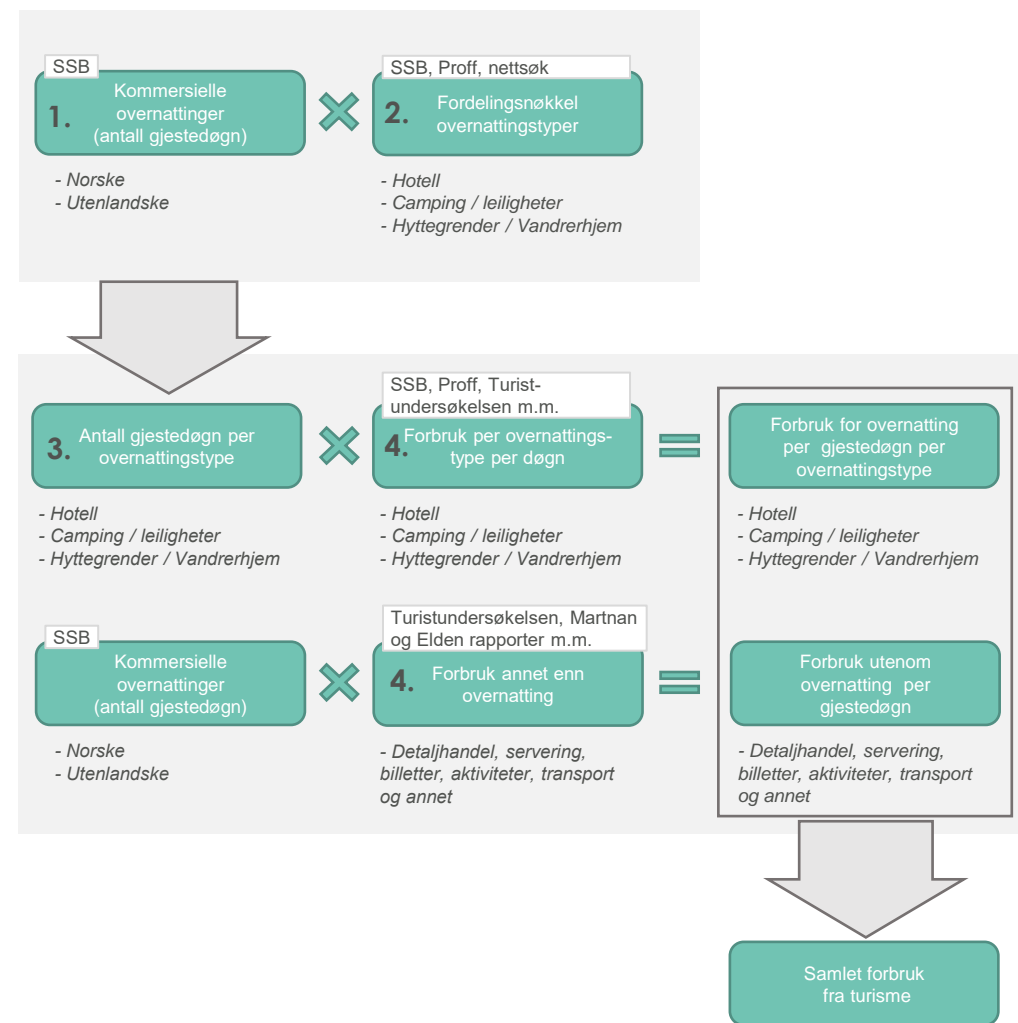 SSB
1.
Kommersielle
overnattinger
(antall gjestedøgn)
- Norske
- Utenlandske
SSB, Proff, nettsøk
2.
Fordelingsnøkkel
overnattingstyper
- Hotell
- Camping / leiligheter
- Hyttegrender / Vandrerhjem
3.
Antall gjestedøgn per
overnattingstype
- Hotell
- Camping / leiligheter
- Hyttegrender / Vandrerhjem
SSB, Proff, Turist-
undersøkelsen m.m.
4.
Forbruk per overnattings-
type per døgn
- Hotell
- Camping / leiligheter
- Hyttegrender / Vandrerhjem
Forbruk for overnatting
per gjestedøgn per
overnattingstype
- Hotell
- Camping / leiligheter
- Hyttegrender / Vandrerhjem
SSB
Kommersielle
overnattinger
(antall gjestedøgn)
- Norske
- Utenlandske
Turistundersøkelsen, Martnan
og Elden rapporter m.m.
4.
Forbruk annet enn
overnatting
- Detaljhandel, servering,
billetter, aktiviteter, transport
og annet
Forbruk utenom
overnatting per
gjestedøgn
- Detaljhandel, servering,
billetter, aktiviteter, transport
og annet
Samlet forbruk
fra turisme